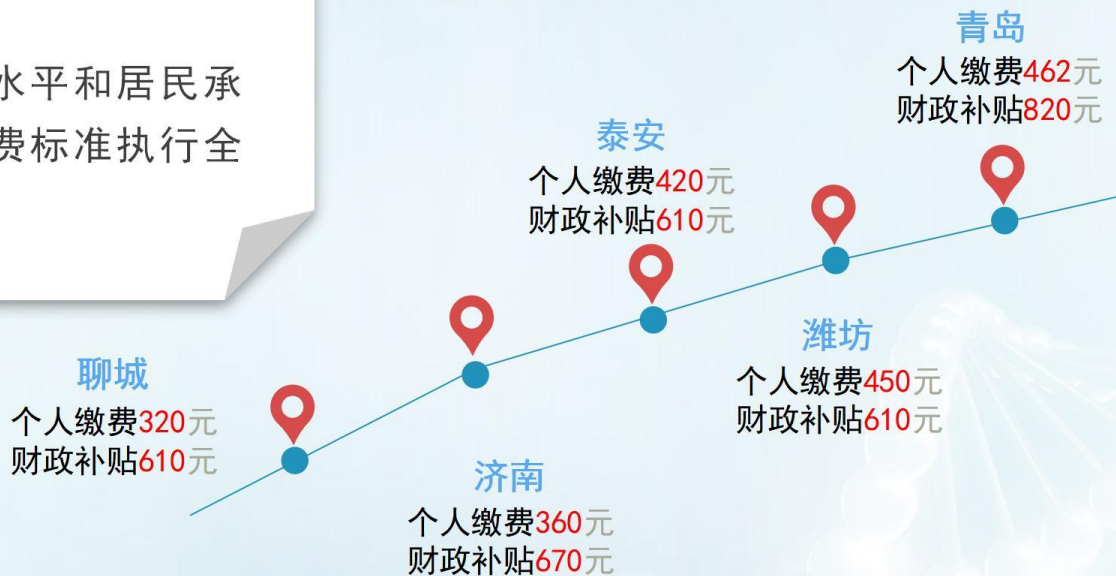 水平和居民承
费标准执行全
青岛
个人缴费462元
财政补贴820元
泰安
个人缴费420元
财政补贴610元
潍坊
个人缴费450元
财政补贴610元
聊城
个人缴费320元
财政补贴610元
济南
个人缴费360元
财政补贴670元